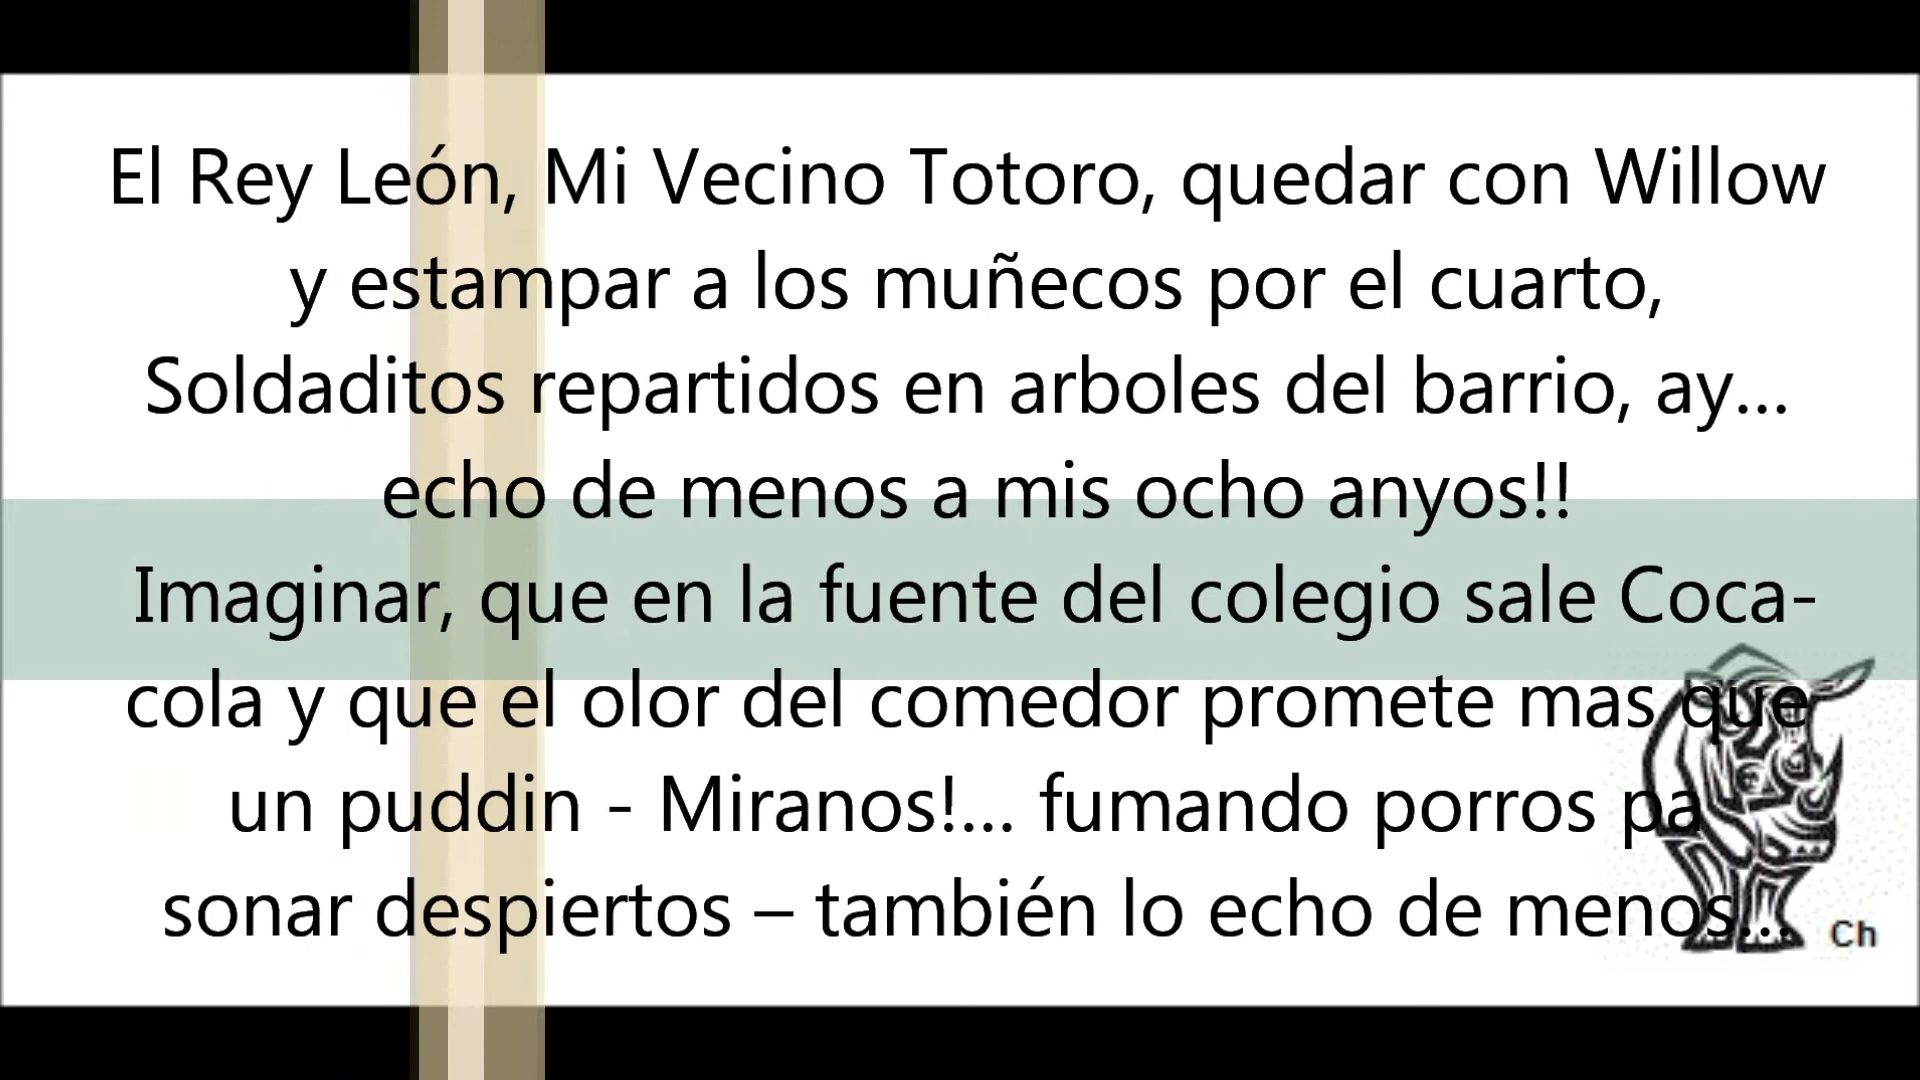 El Rey León, Mi Vecino Totoro, quedar con Willow
y estampar a los muñecos por el cuarto,
Soldaditos repartidos en arboles del barrio, ay...
echo de menos a mis ocho anyos!!
Imaginar, que en la fuente del colegio sale Coca-
cola y que el olor del comedor promete mas que
un puddin - Miranos!... fumando porros pa
sonar despiertos – también lo echo de menos...
Ch